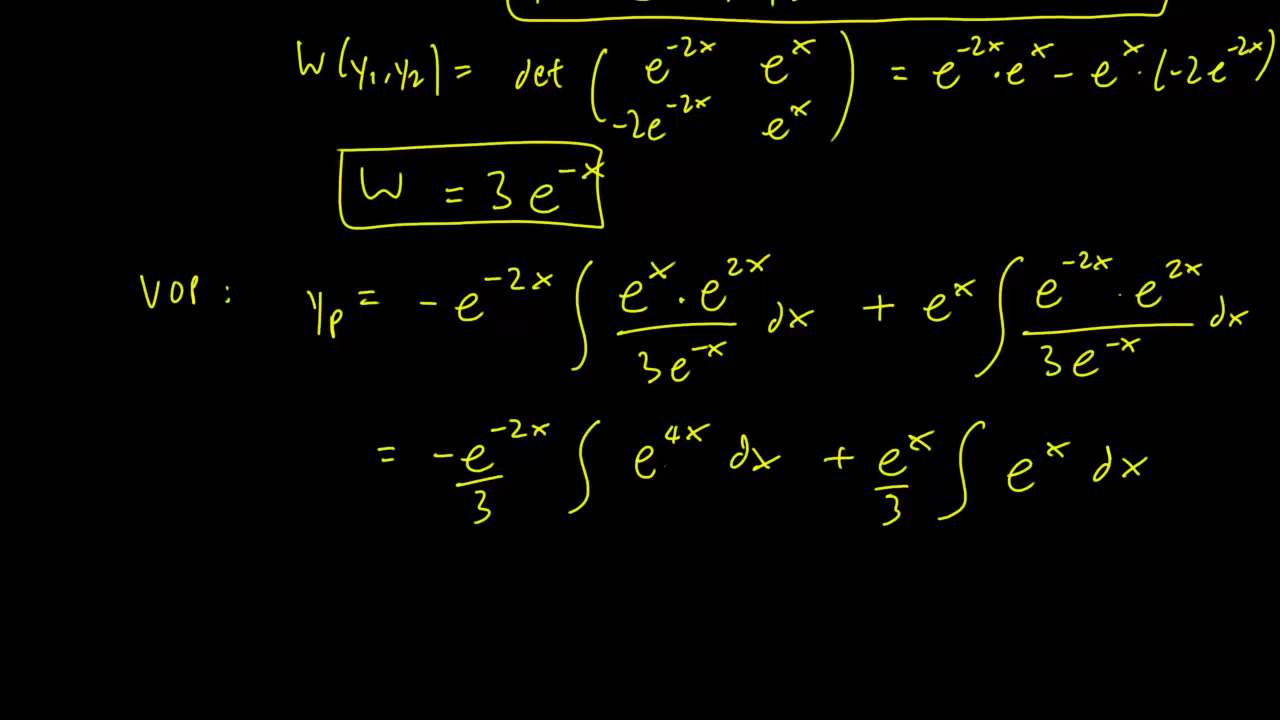 W(y₁,y₂) = det ( e^{-2x} e^x ; -2e^{-2x} e^x ) = e^{-2x}·e^x - e^x·(-2e^{-2x})
W = 3e^{-x}
VOP: yₚ = -e^{-2x} ∫ (e^x · e^{2x})/(3e^{-x}) dx + e^x ∫ (e^{-2x} · e^{2x})/(3e^{-x}) dx
= -e^{-2x}/3 ∫ e^{4x} dx + e^x/3 ∫ e^x dx